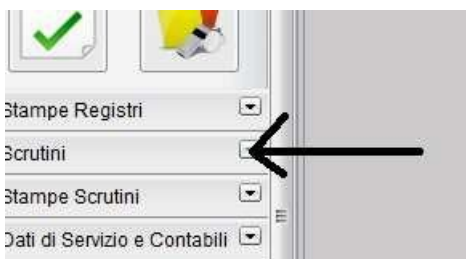 Stampe Registri
Scrutini
Stampe Scrutini
Dati di Servizio e Contabili